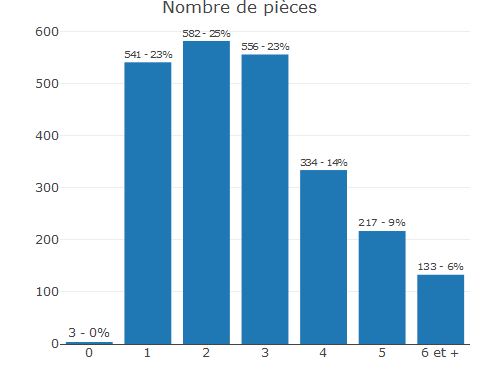 Nombre de pièces
600
500
400
300
200
100
0
3 - 0%
541 - 23%
582 - 25%
556 - 23%
334 - 14%
217 - 9%
133 - 6%
0 1 2 3 4 5 6 et +